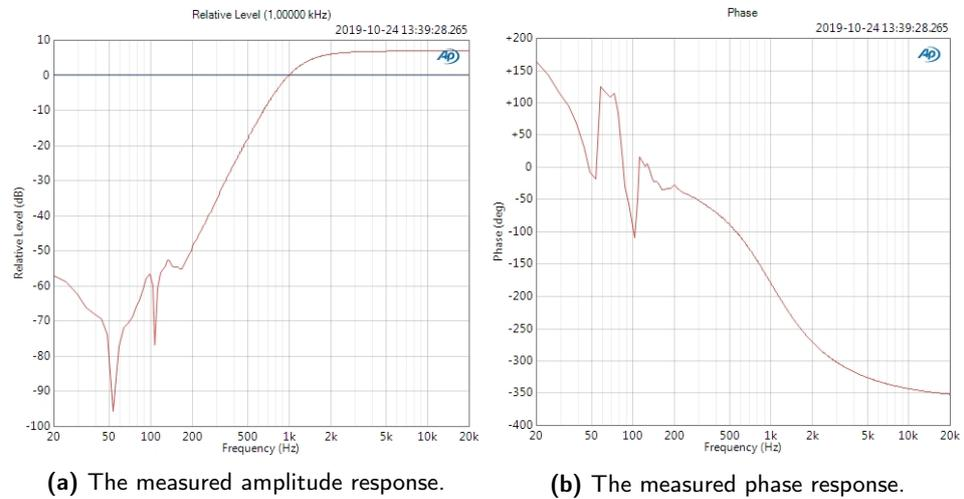 Relative Level (1,00000 kHz)
2019-10-24 13:39:28.265
Relative Level (dB)
10
0
-10
-20
-30
-40
-50
-60
-70
-80
-90
-100
20 50 100 200 500 1k 2k 5k 10k 20k
Frequency (Hz)
AP
(a) The measured amplitude response.
Phase
2019-10-24 13:39:28.265
Phase (deg)
+200
+150
+100
+50
0
-50
-100
-150
-200
-250
-300
-350
-400
20 50 100 200 500 1k 2k 5k 10k 20k
Frequency (Hz)
AP
(b) The measured phase response.